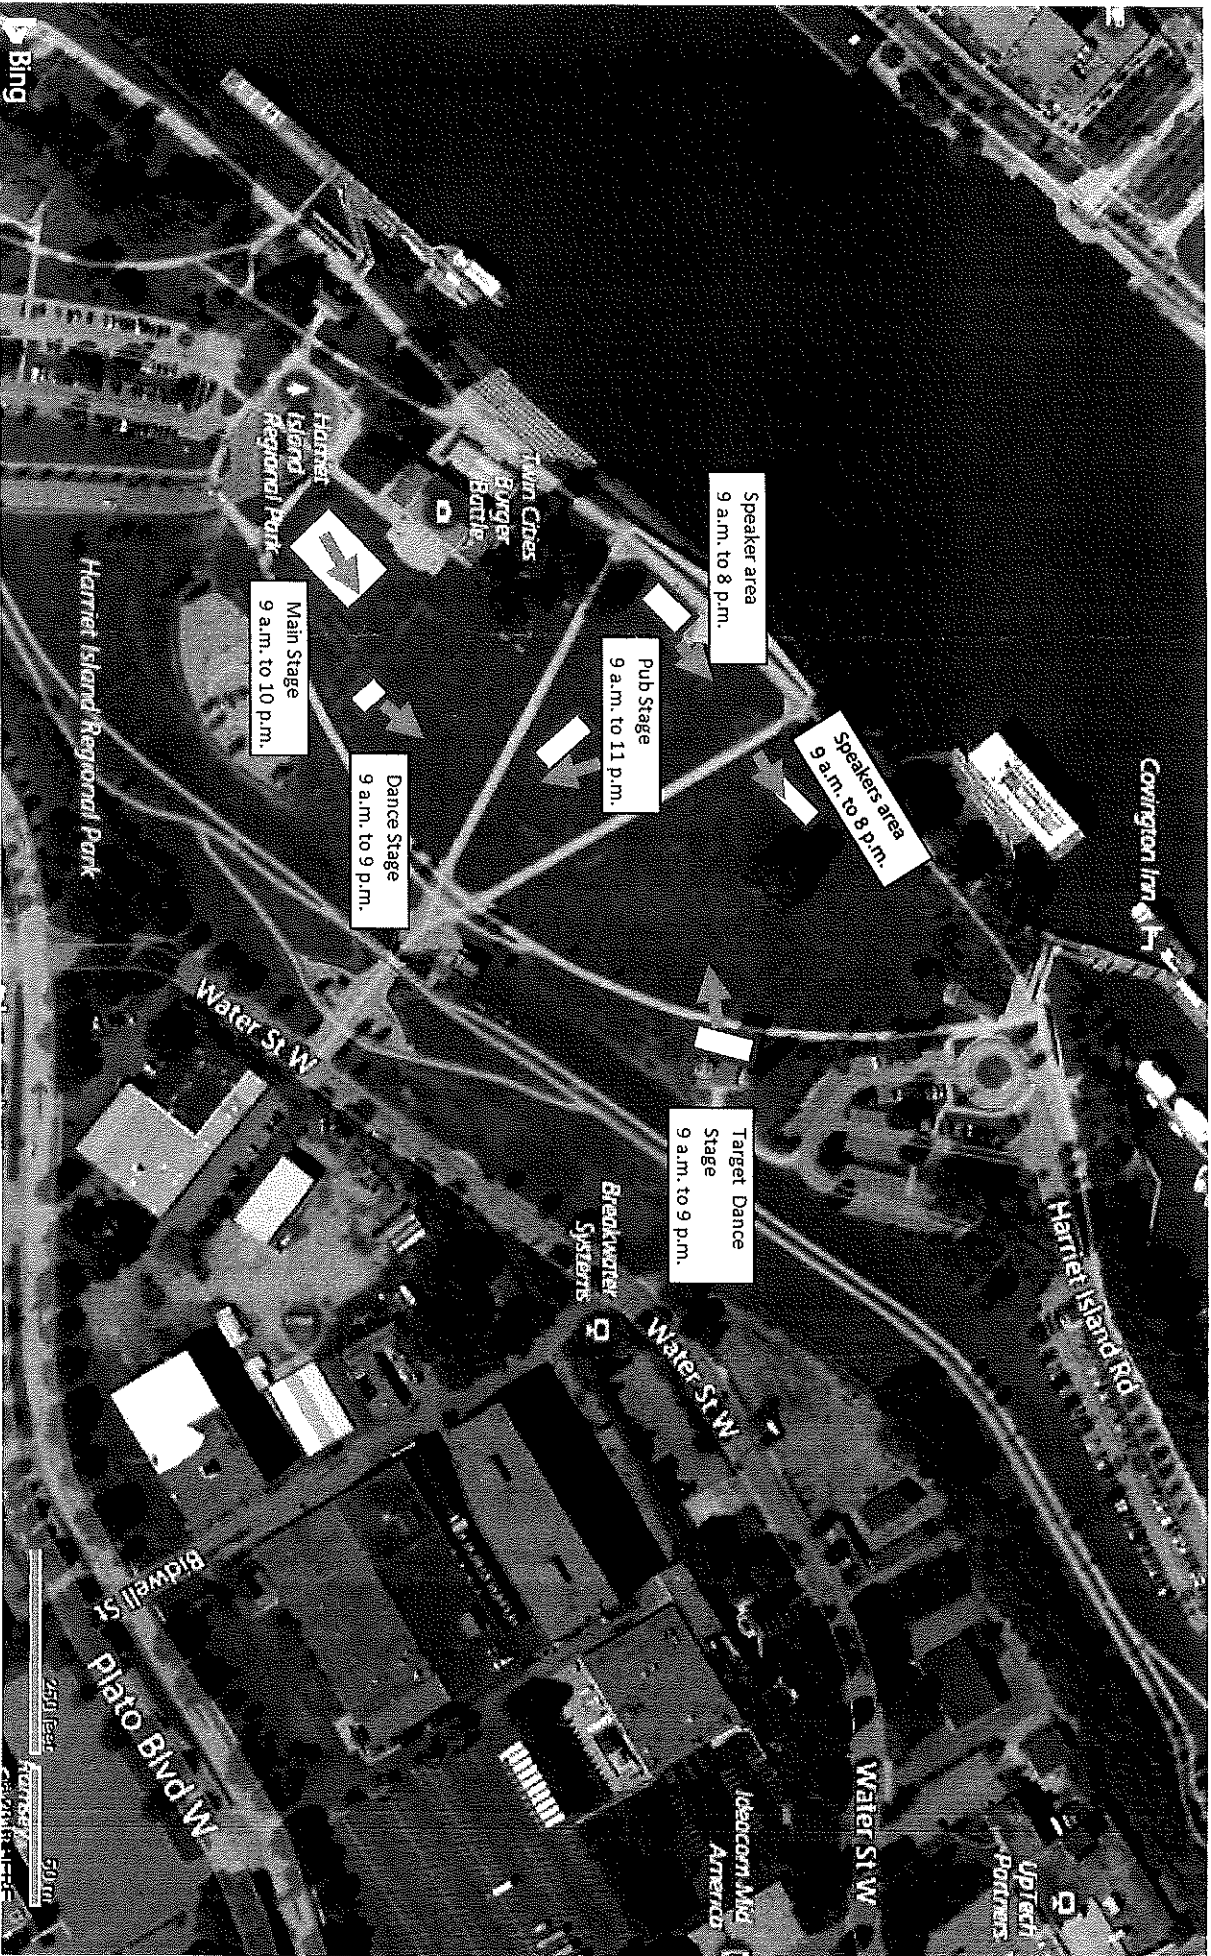 Covington Inn
Harriet Island Rd
UpTech
Partners
Speakers area
9 a.m. to 8 p.m.
Speaker area
9 a.m. to 8 p.m.
Target Dance
Stage
9 a.m. to 9 p.m.
Water St W
Ideacom Mid
America
Water St W
Pub Stage
9 a.m. to 11 p.m.
Breakwater
Systems
Twin Cities
Burger
Battle
Dance Stage
9 a.m. to 9 p.m.
Harriet
Island
Regional Park
Main Stage
9 a.m. to 10 p.m.
Water St W
Bidwell St
Plato Blvd W
Harriet Island Regional Park
Bing
250 feet
50 m